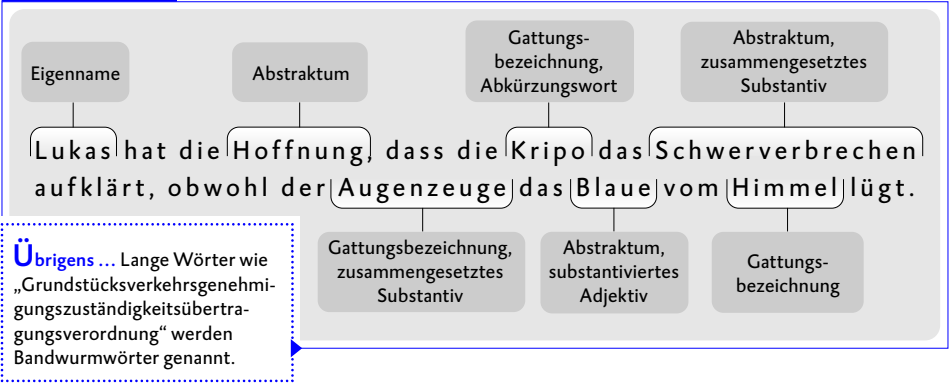 Eigenname
Abstraktum
Gattungs-
bezeichnung,
Abkürzungswort
Abstraktum,
zusammengesetztes
Substantiv
Lukas hat die Hoffnung, dass die Kripo das Schwerverbrechen
aufklärt, obwohl der Augenzeuge das Blaue vom Himmel lügt.
Gattungsbezeichnung,
zusammengesetztes
Substantiv
Abstraktum,
substantiviertes
Adjektiv
Gattungs-
bezeichnung
Übrigens ... Lange Wörter wie
„Grundstücksverkehrsgenehmi-
gungszuständigkeitsübertra-
gungsverordnung“ werden
Bandwurmwörter genannt.